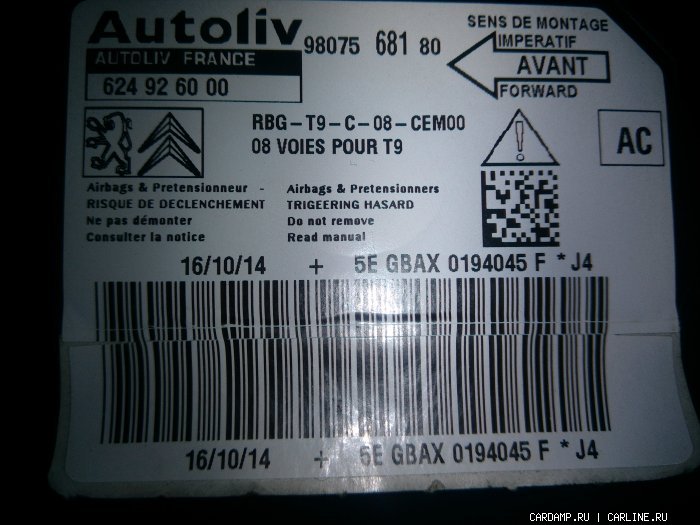 Autoliv
AUTOLIV FRANCE
624 92 60 00
98075 681 80
SENS DE MONTAGE
IMPERATIF
AVANT
FORWARD
RBG-T9-C-08-CEM00
08 VOIES POUR T9
AC
Airbags & Pretensionneur -
RISQUE DE DECLENCHEMENT
Ne pas démonter
Consulter la notice
Airbags & Pretensionners
TRIGEERING HASARD
Do not remove
Read manual
16/10/14 + 5E GBAX 0194045 F *J4
16/10/14 + 5E GBAX 0194045 F *J4
CARDAMP.RU | CARLINE.RU